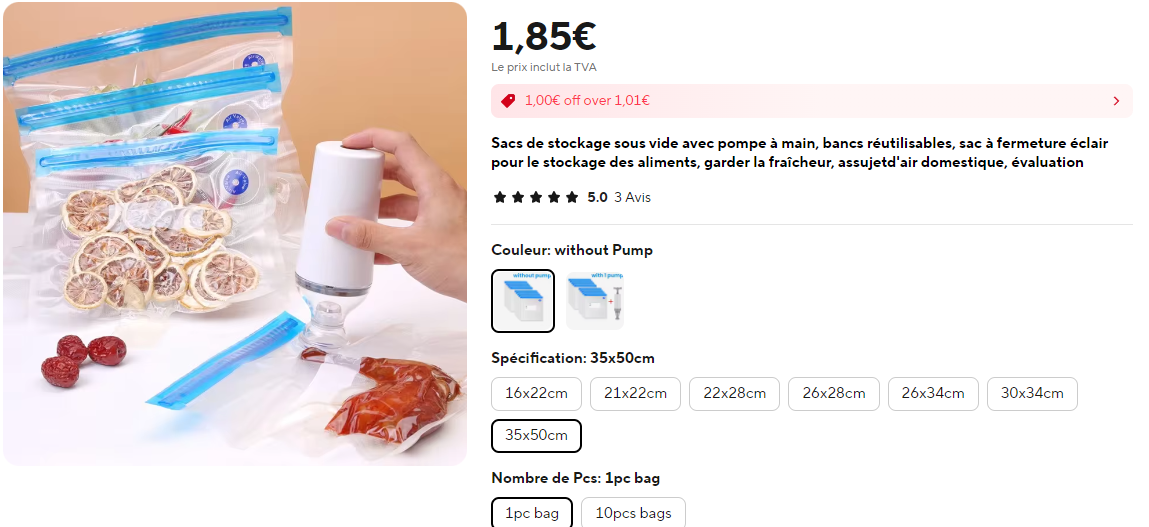 1,85€
Le prix inclut la TVA
1,00€ off over 1,01€
Sacs de stockage sous vide avec pompe à main, bancs réutilisables, sac à fermeture éclair
pour le stockage des aliments, garder la fraîcheur, assujetd'air domestique, évaluation
5.0 3 Avis
Couleur: without Pump
without pump
with 1 pump
Spécification: 35x50cm
16x22cm 21x22cm 22x28cm 26x28cm 26x34cm 30x34cm
35x50cm
Nombre de Pcs: 1pc bag
1pc bag 10pcs bags